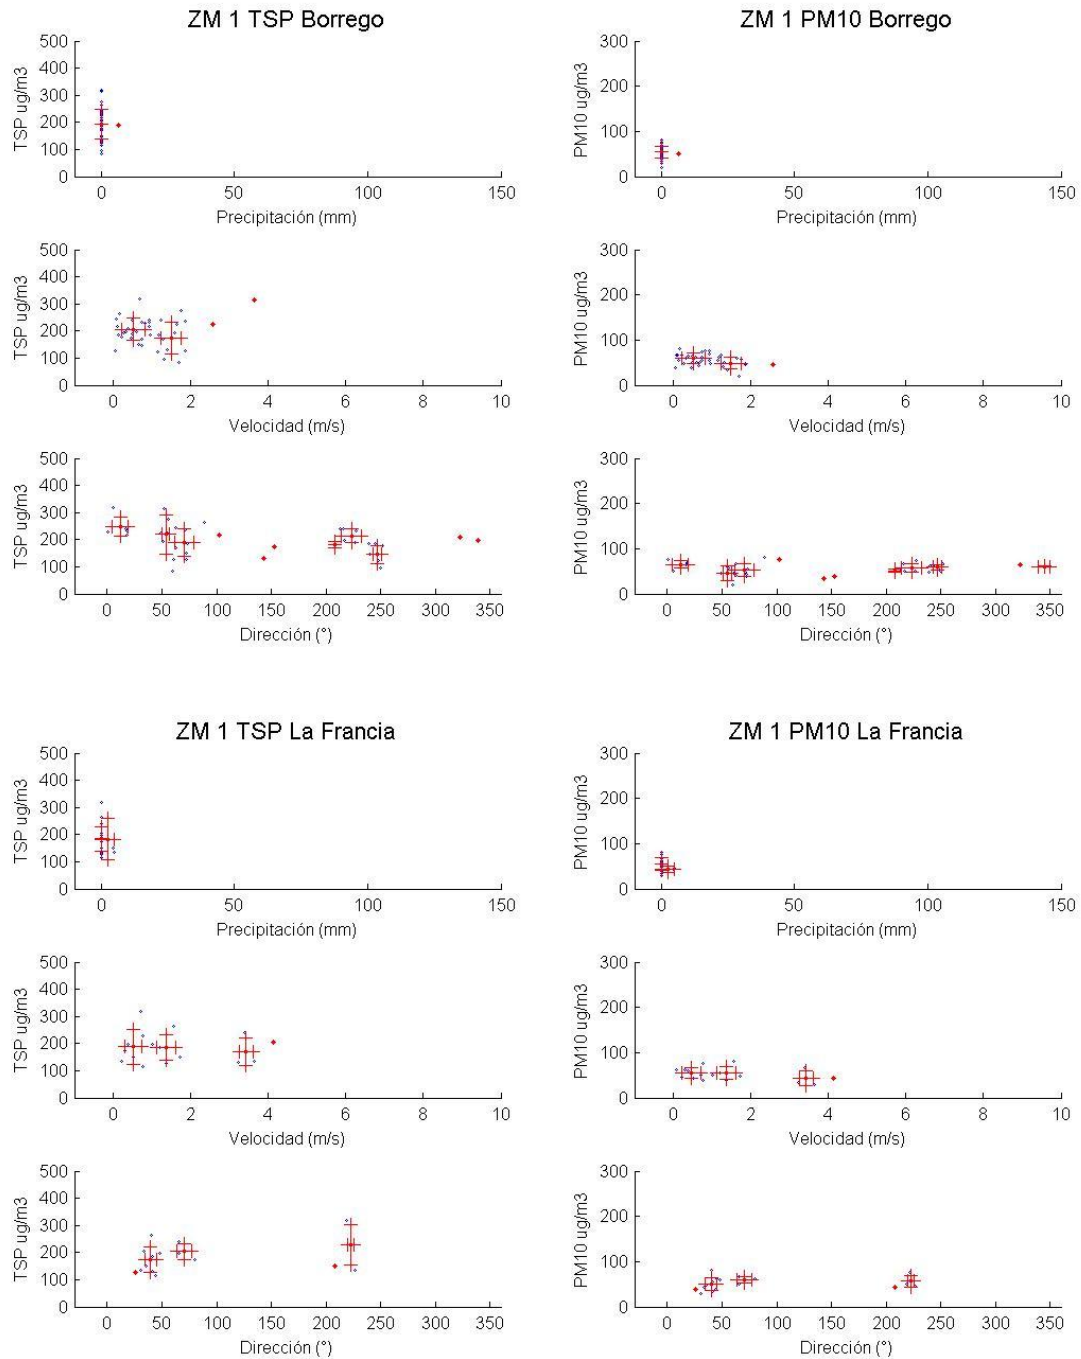 ZM 1 TSP Borrego
500
400
300
200
100
0
TSP ug/m3
0 50 100 150
Precipitación (mm)
500
400
300
200
100
0
TSP ug/m3
0 2 4 6 8 10
Velocidad (m/s)
500
400
300
200
100
0
TSP ug/m3
0 50 100 150 200 250 300 350
Dirección (°)
ZM 1 PM10 Borrego
300
200
100
0
PM10 ug/m3
0 50 100 150
Precipitación (mm)
300
200
100
0
PM10 ug/m3
0 2 4 6 8 10
Velocidad (m/s)
300
200
100
0
PM10 ug/m3
0 50 100 150 200 250 300 350
Dirección (°)
ZM 1 TSP La Francia
500
400
300
200
100
0
TSP ug/m3
0 50 100 150
Precipitación (mm)
500
400
300
200
100
0
TSP ug/m3
0 2 4 6 8 10
Velocidad (m/s)
500
400
300
200
100
0
TSP ug/m3
0 50 100 150 200 250 300 350
Dirección (°)
ZM 1 PM10 La Francia
300
200
100
0
PM10 ug/m3
0 50 100 150
Precipitación (mm)
300
200
100
0
PM10 ug/m3
0 2 4 6 8 10
Velocidad (m/s)
300
200
100
0
PM10 ug/m3
0 50 100 150 200 250 300 350
Dirección (°)